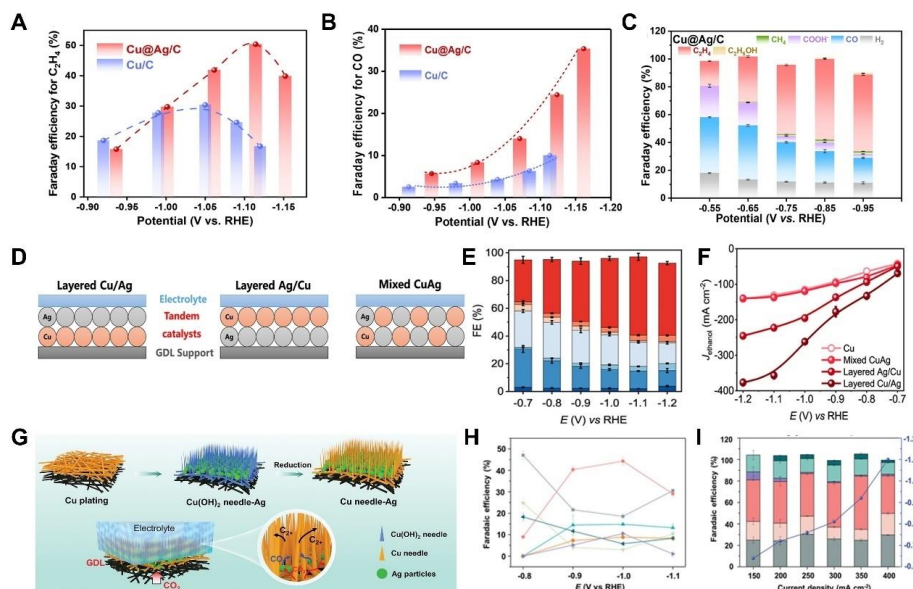 A
Faraday efficiency for C₂H₄ (%)
60
50
40
30
20
10
0
Cu@Ag/C
Cu/C
-0.90
-0.95
-1.00
-1.05
-1.10
-1.15
Potential (V vs. RHE)
B
Faraday efficiency for CO (%)
40
30
20
10
0
Cu@Ag/C
Cu/C
-0.90
-0.95
-1.00
-1.05
-1.10
-1.15
-1.20
Potential (V vs. RHE)
C
Cu@Ag/C
CH₄
COOH⁻
CO
H₂
C₂H₄
C₂H₅OH
Faraday efficiency (%)
120
100
80
60
40
20
0
-0.55
-0.65
-0.75
-0.85
-0.95
Potential (V vs. RHE)
D
Layered Cu/Ag
Layered Ag/Cu
Mixed CuAg
Electrolyte
Tandem
catalysts
GDL Support
Ag
Cu
Cu
Ag
Ag
Cu
E
FE (%)
100
80
60
40
20
0
-0.7
-0.8
-0.9
-1.0
-1.1
-1.2
E (V) vs RHE
F
J ethanol (mA cm⁻²)
0
-100
-200
-300
-400
Cu
Mixed CuAg
Layered Ag/Cu
Layered Cu/Ag
-1.2
-1.1
-1.0
-0.9
-0.8
-0.7
E (V) vs RHE
G
Cu plating
Cu(OH)₂ needle-Ag
Reduction
Cu needle-Ag
Electrolyte
GDL
CO₂
C₂₊
C₂₊
CO
Cu(OH)₂ needle
Cu needle
Ag particles
H
Faradaic efficiency (%)
50
40
30
20
10
0
-0.8
-0.9
-1.0
-1.1
E (V vs RHE)
I
Faradaic efficiency (%)
120
100
80
60
40
20
0
150
200
250
300
350
400
Current density (mA cm⁻²)